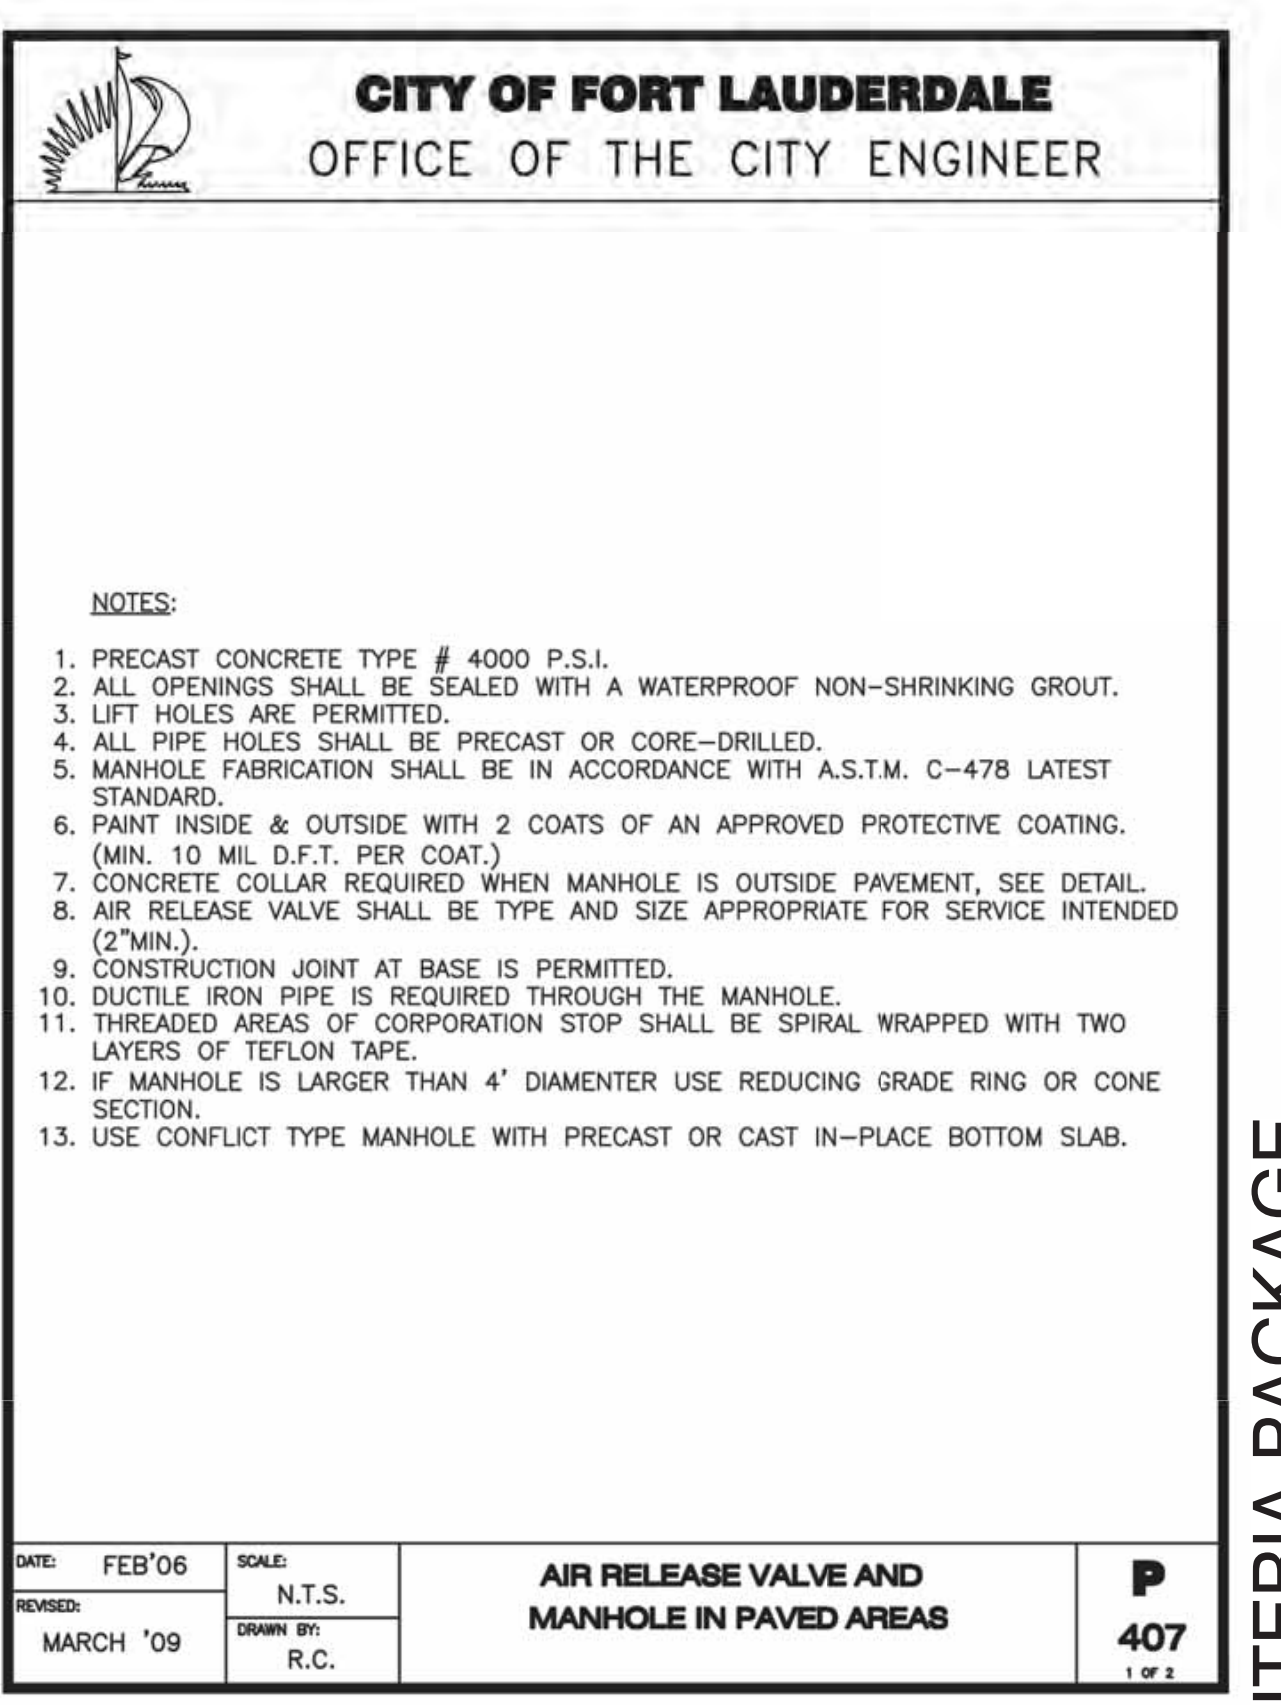 CITY OF FORT LAUDERDALE
OFFICE OF THE CITY ENGINEER
NOTES:
1. PRECAST CONCRETE TYPE # 4000 P.S.I.
2. ALL OPENINGS SHALL BE SEALED WITH A WATERPROOF NON-SHRINKING GROUT.
3. LIFT HOLES ARE PERMITTED.
4. ALL PIPE HOLES SHALL BE PRECAST OR CORE-DRILLED.
5. MANHOLE FABRICATION SHALL BE IN ACCORDANCE WITH A.S.T.M. C-478 LATEST
STANDARD.
6. PAINT INSIDE & OUTSIDE WITH 2 COATS OF AN APPROVED PROTECTIVE COATING.
(MIN. 10 MIL D.F.T. PER COAT.)
7. CONCRETE COLLAR REQUIRED WHEN MANHOLE IS OUTSIDE PAVEMENT, SEE DETAIL.
8. AIR RELEASE VALVE SHALL BE TYPE AND SIZE APPROPRIATE FOR SERVICE INTENDED
(2"MIN.).
9. CONSTRUCTION JOINT AT BASE IS PERMITTED.
10. DUCTILE IRON PIPE IS REQUIRED THROUGH THE MANHOLE.
11. THREADED AREAS OF CORPORATION STOP SHALL BE SPIRAL WRAPPED WITH TWO
LAYERS OF TEFLON TAPE.
12. IF MANHOLE IS LARGER THAN 4' DIAMENTER USE REDUCING GRADE RING OR CONE
SECTION.
13. USE CONFLICT TYPE MANHOLE WITH PRECAST OR CAST IN-PLACE BOTTOM SLAB.
DATE: FEB'06
REVISED:
MARCH '09
SCALE:
N.T.S.
DRAWN BY:
R.C.
AIR RELEASE VALVE AND
MANHOLE IN PAVED AREAS
P
407
1 OF 2
PACKAGE